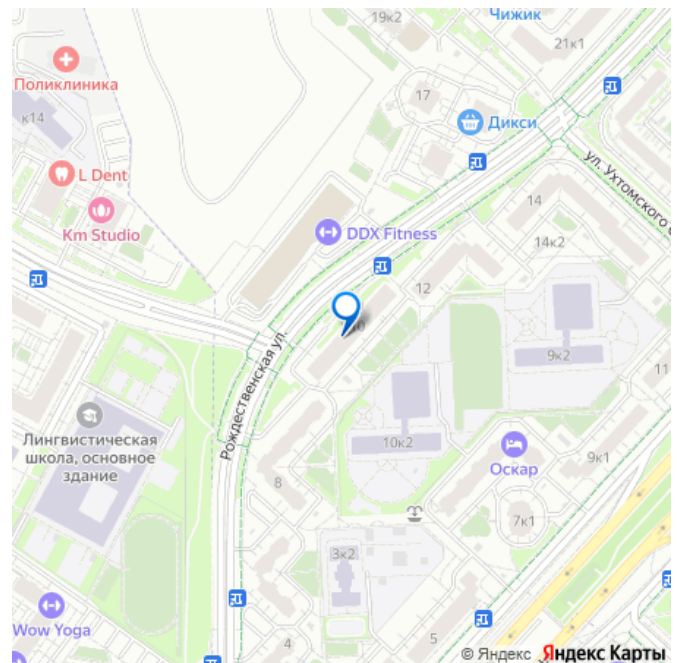 19к2
Чижик
21к1
Поликлиника
к14
17
Дикси
ул. Ухтомского
L Dent
Km Studio
DDX Fitness
14
14к2
12
Рождественская ул.
9к2
11
Лингвистическая
школа, основное
здание
10к2
Оскар
9к1
8
7к1
3к2
Wow Yoga
4
5
© Яндекс Яндекс Карты